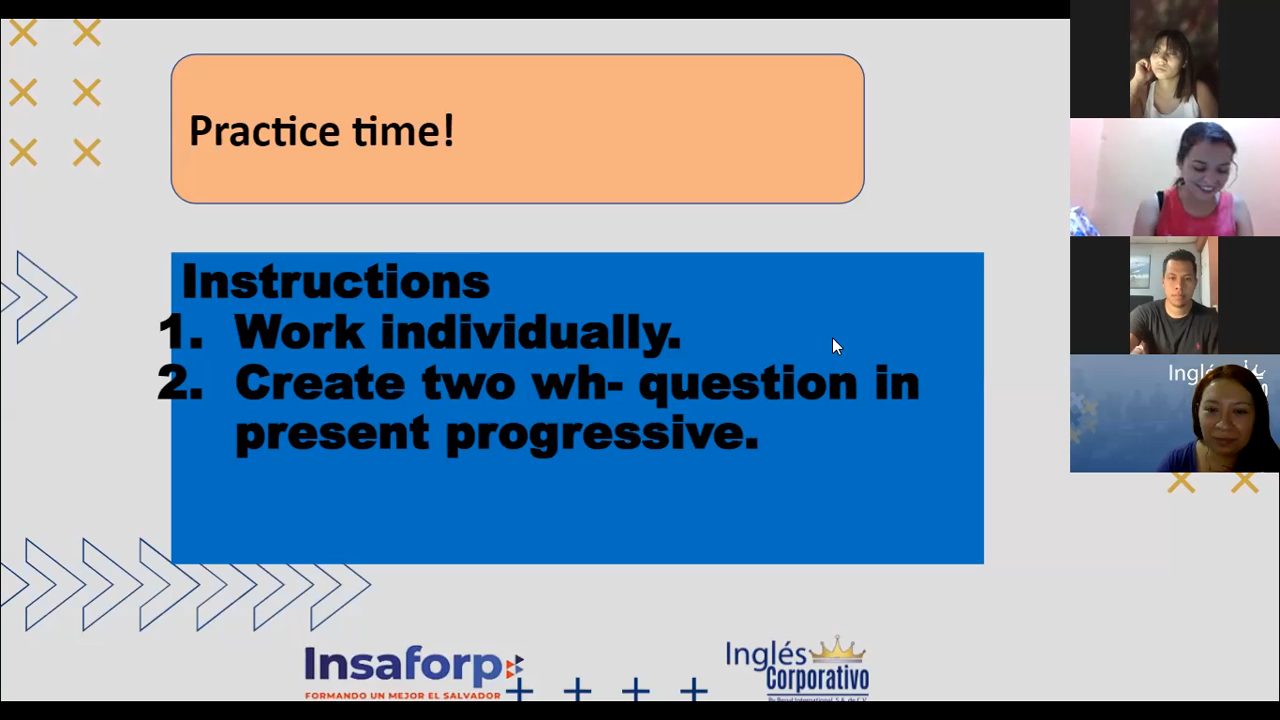 Practice time!
Instructions
1. Work individually.
2. Create two wh- question in
present progressive.
Inglés
Insaforp
FORMANDO UN MEJOR EL SALVADOR
Inglés
Corporativo